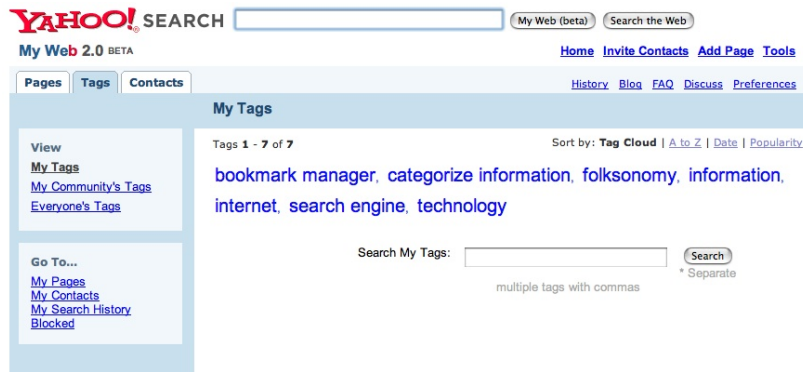 YAHOO! SEARCH My Web (beta) Search the Web
My Web 2.0 BETA
Home Invite Contacts Add Page Tools
Pages Tags Contacts
History Blog FAQ Discuss Preferences
My Tags
View
My Tags
My Community's Tags
Everyone's Tags
Go To...
My Pages
My Contacts
My Search History
Blocked
Tags 1 - 7 of 7
Sort by: Tag Cloud | A to Z | Date | Popularity
bookmark manager, categorize information, folksonomy, information,
internet, search engine, technology
Search My Tags: Search
* Separate
multiple tags with commas